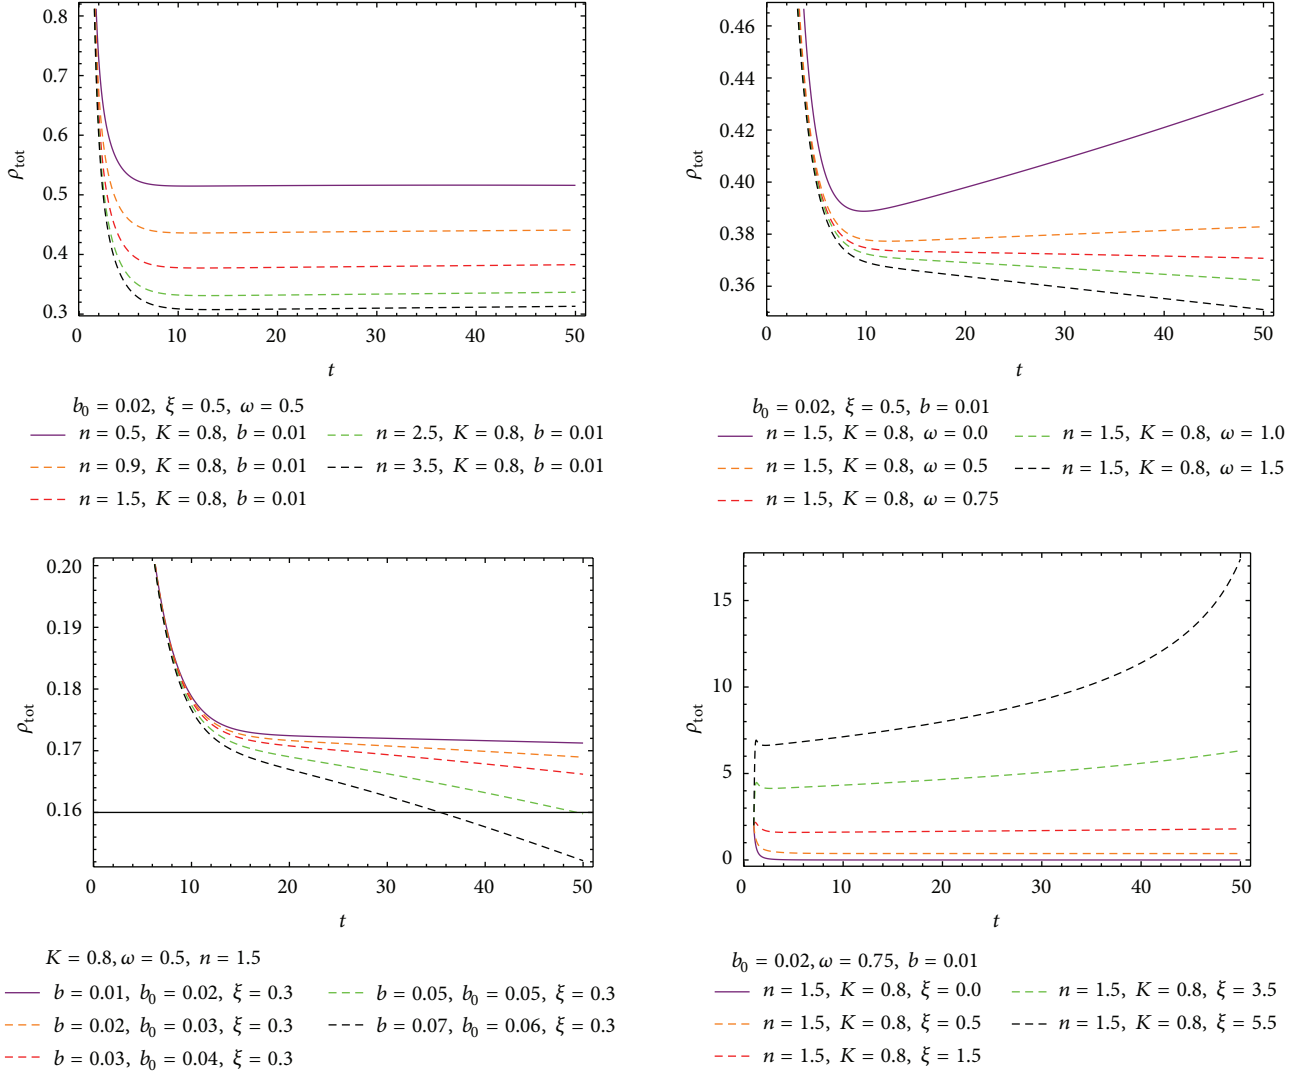 0.8
0.7
0.6
0.5
0.4
0.3
ρtot
0 10 20 30 40 50
t
b0 = 0.02, ξ = 0.5, ω = 0.5
n = 0.5, K = 0.8, b = 0.01
n = 0.9, K = 0.8, b = 0.01
n = 1.5, K = 0.8, b = 0.01
n = 2.5, K = 0.8, b = 0.01
n = 3.5, K = 0.8, b = 0.01
0.46
0.44
0.42
0.40
0.38
0.36
ρtot
0 10 20 30 40 50
t
b0 = 0.02, ξ = 0.5, b = 0.01
n = 1.5, K = 0.8, ω = 0.0
n = 1.5, K = 0.8, ω = 0.5
n = 1.5, K = 0.8, ω = 0.75
n = 1.5, K = 0.8, ω = 1.0
n = 1.5, K = 0.8, ω = 1.5
0.20
0.19
0.18
0.17
0.16
ρtot
0 10 20 30 40 50
t
K = 0.8, ω = 0.5, n = 1.5
b = 0.01, b0 = 0.02, ξ = 0.3
b = 0.02, b0 = 0.03, ξ = 0.3
b = 0.03, b0 = 0.04, ξ = 0.3
b = 0.05, b0 = 0.05, ξ = 0.3
b = 0.07, b0 = 0.06, ξ = 0.3
15
10
5
0
ρtot
0 10 20 30 40 50
t
b0 = 0.02, ω = 0.75, b = 0.01
n = 1.5, K = 0.8, ξ = 0.0
n = 1.5, K = 0.8, ξ = 0.5
n = 1.5, K = 0.8, ξ = 1.5
n = 1.5, K = 0.8, ξ = 3.5
n = 1.5, K = 0.8, ξ = 5.5